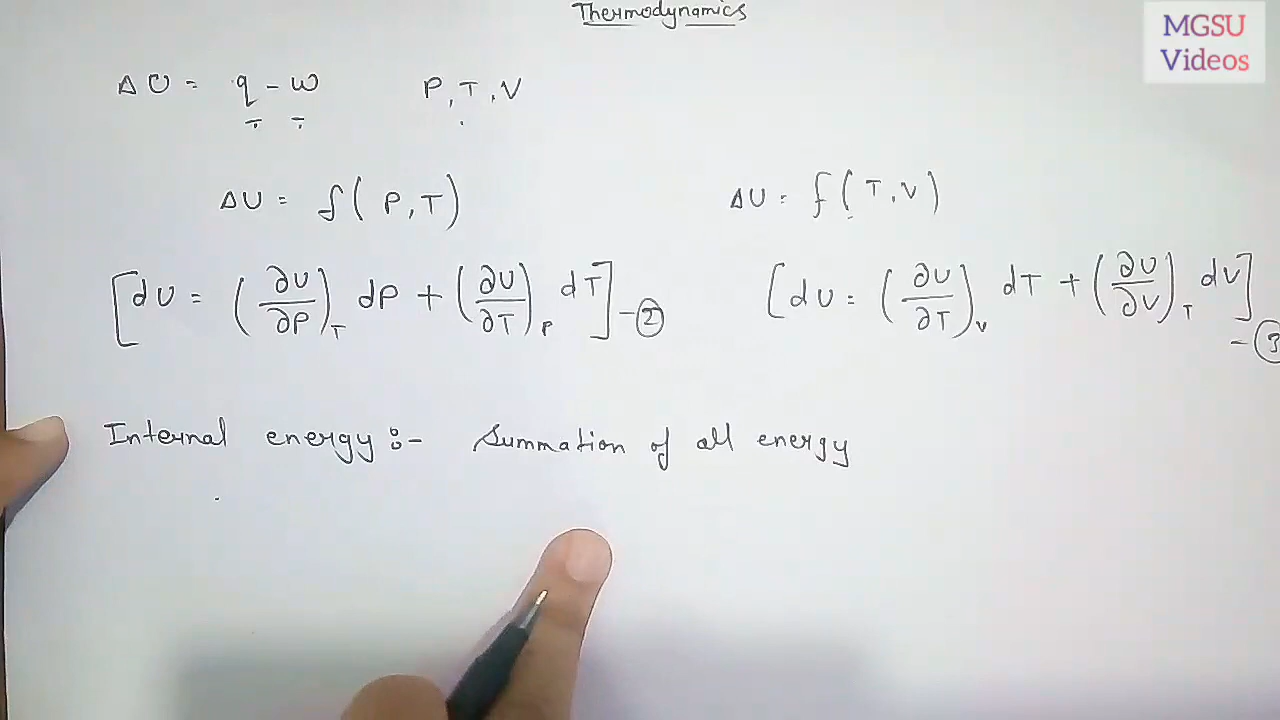 Thermodynamics
MGSU
Videos
ΔU = q - w
P, T, V
ΔU = f(P, T)
ΔU = f(T, V)
[dU = (∂U/∂P)_T dP + (∂U/∂T)_P dT] - ②
[dU = (∂U/∂T)_V dT + (∂U/∂V)_T dV] - ③
Internal energy :- Summation of all energy